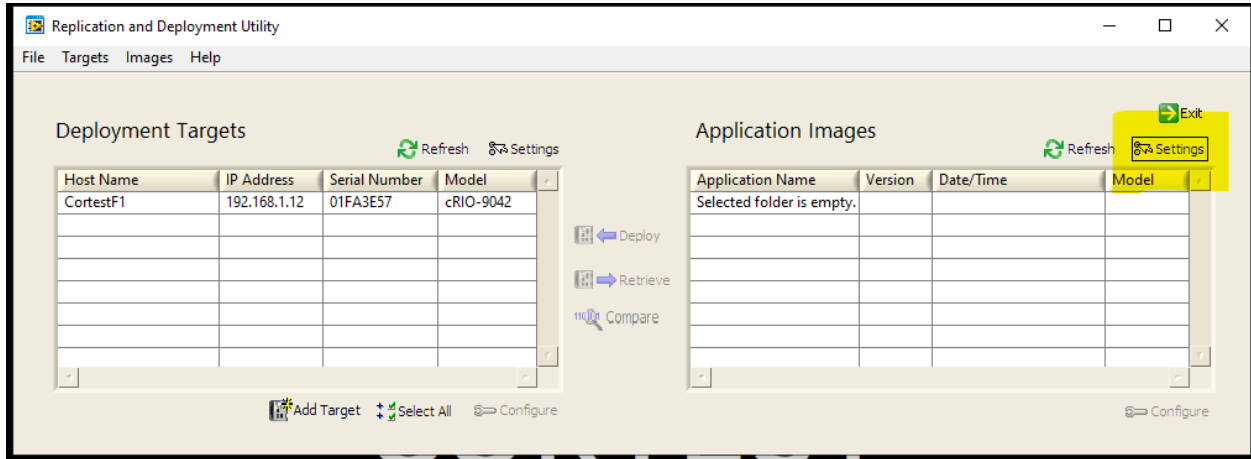 Replication and Deployment Utility
File Targets Images Help
Exit
Deployment Targets
Refresh Settings
Application Images
Refresh Settings
Host Name IP Address Serial Number Model
CortestF1 192.168.1.12 01FA3E57 cRIO-9042
Application Name Version Date/Time Model
Selected folder is empty.
Deploy
Retrieve
Compare
Add Target Select All Configure
Configure